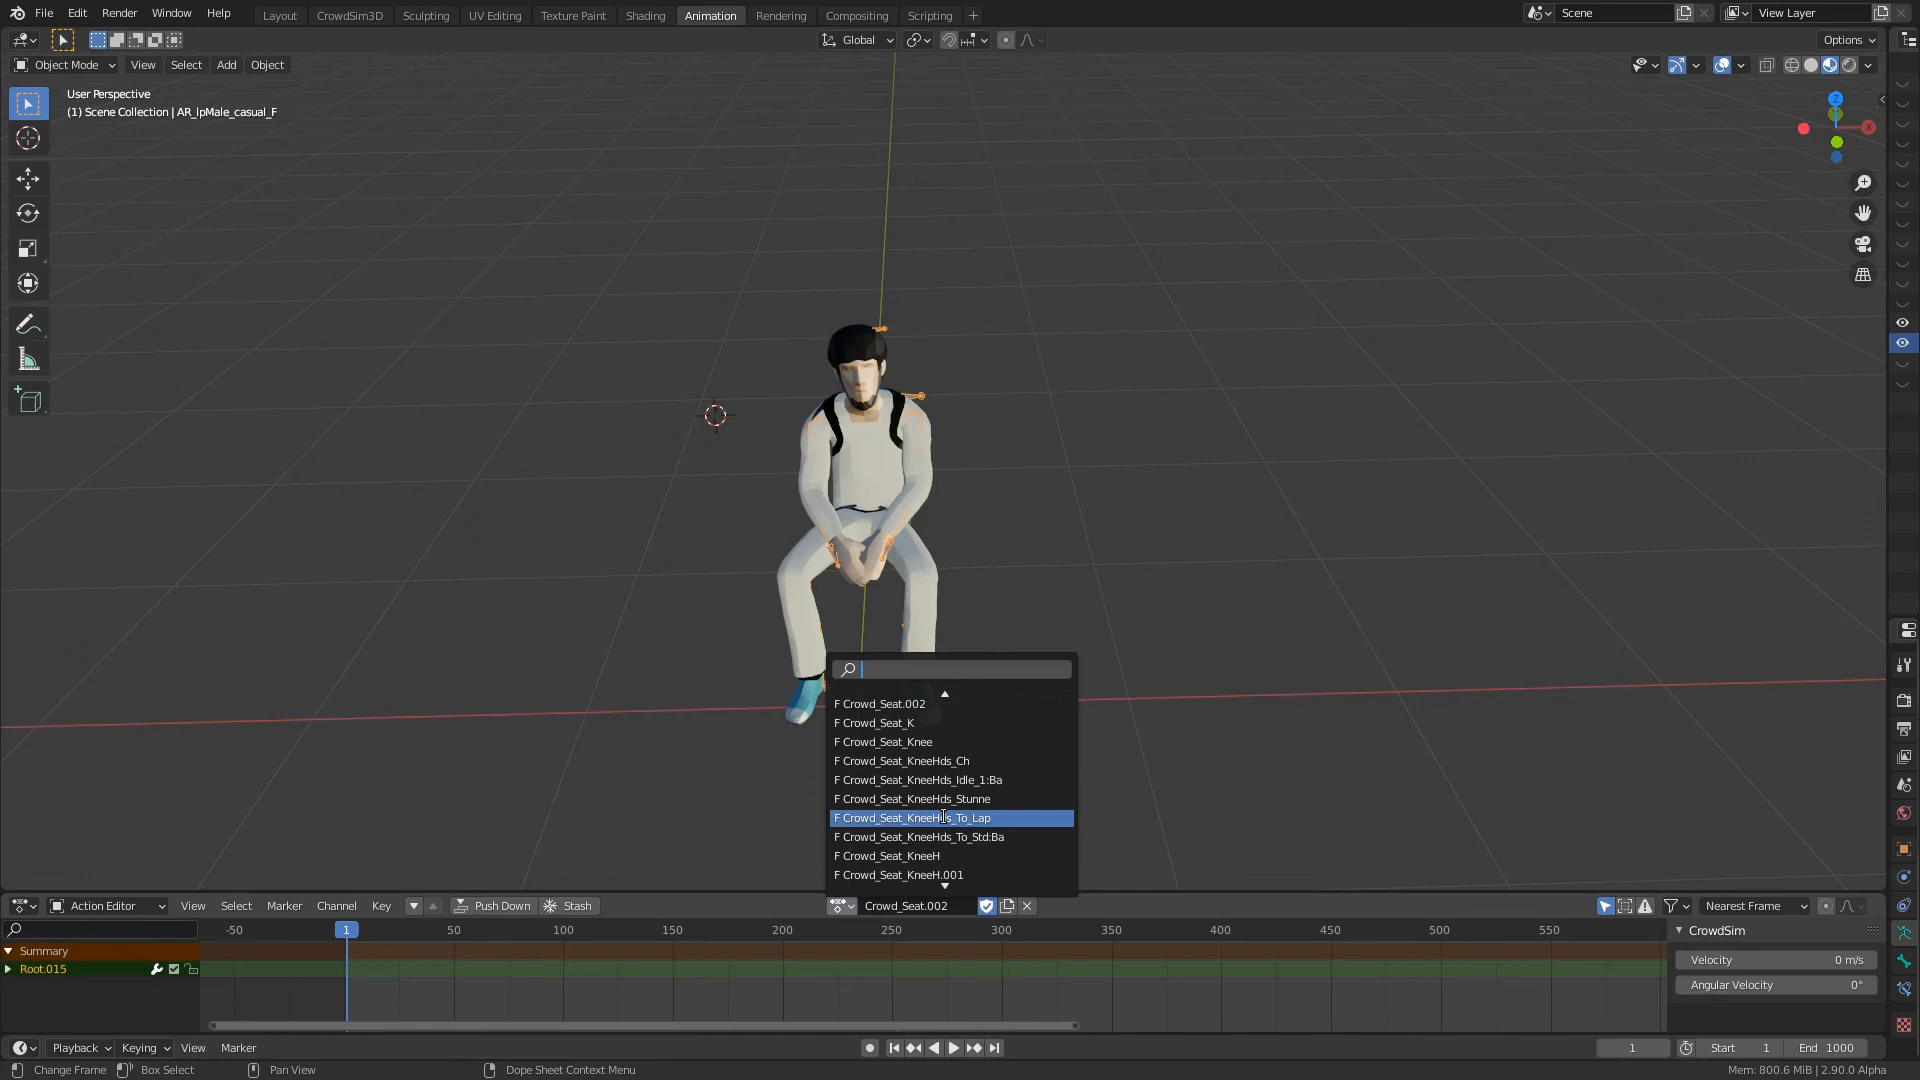 File Edit Render Window Help Layout CrowdSim3D Sculpting UV Editing Texture Paint Shading Animation Rendering Compositing Scripting + Scene View Layer
Global Options
Object Mode View Select Add Object
User Perspective
(1) Scene Collection | AR_lpMale_casual_F
Z
X
F Crowd_Seat.002
F Crowd_Seat_K
F Crowd_Seat_Knee
F Crowd_Seat_KneeHds_Ch
F Crowd_Seat_KneeHds_Idle_1:Ba
F Crowd_Seat_KneeHds_Stunne
F Crowd_Seat_KneeHds_To_Lap
F Crowd_Seat_KneeHds_To_Std:Ba
F Crowd_Seat_KneeH
F Crowd_Seat_KneeH.001
Action Editor View Select Marker Channel Key Push Down Stash Crowd_Seat.002 Nearest Frame
-50 1 50 100 150 200 250 300 350 400 450 500 550 CrowdSim
Summary
Velocity 0 m/s
Root.015
Angular Velocity 0°
Playback Keying View Marker 1 Start 1 End 1000
Change Frame Box Select Pan View Dope Sheet Context Menu Mem: 800.6 MiB | 2.90.0 Alpha